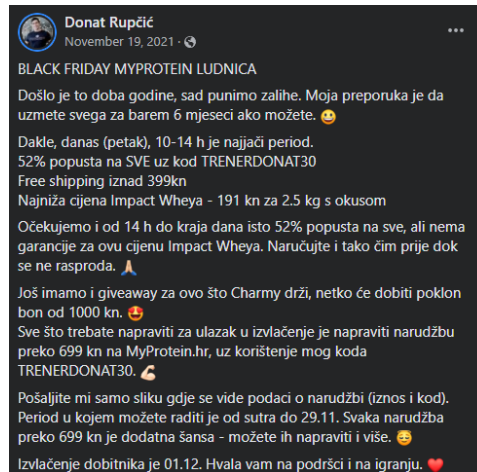 Donat Rupčić
November 19, 2021 ·
BLACK FRIDAY MYPROTEIN LUDNICA
Došlo je to doba godine, sad punimo zalihe. Moja preporuka je da
uzmete svega za barem 6 mjeseci ako možete. 😀
Dakle, danas (petak), 10-14 h je najjači period.
52% popusta na SVE uz kod TRENERDONAT30
Free shipping iznad 399kn
Najniža cijena Impact Wheya - 191 kn za 2.5 kg s okusom
Očekujemo i od 14 h do kraja dana isto 52% popusta na sve, ali nema
garancije za ovu cijenu Impact Wheya. Naručujte i tako čim prije dok
se ne rasproda. 🙏🏻
Još imamo i giveaway za ovo što Charmy drži, netko će dobiti poklon
bon od 1000 kn. 🤩
Sve što trebate napraviti za ulazak u izvlačenje je napraviti narudžbu
preko 699 kn na MyProtein.hr, uz korištenje mog koda
TRENERDONAT30. 💪🏻
Pošaljite mi samo sliku gdje se vide podaci o narudžbi (iznos i kod).
Period u kojem možete raditi je od sutra do 29.11. Svaka narudžba
preko 699 kn je dodatna šansa - možete ih napraviti i više. 😇
Izvlačenje dobitnika je 01.12. Hvala vam na podršci i na igranju. ❤️